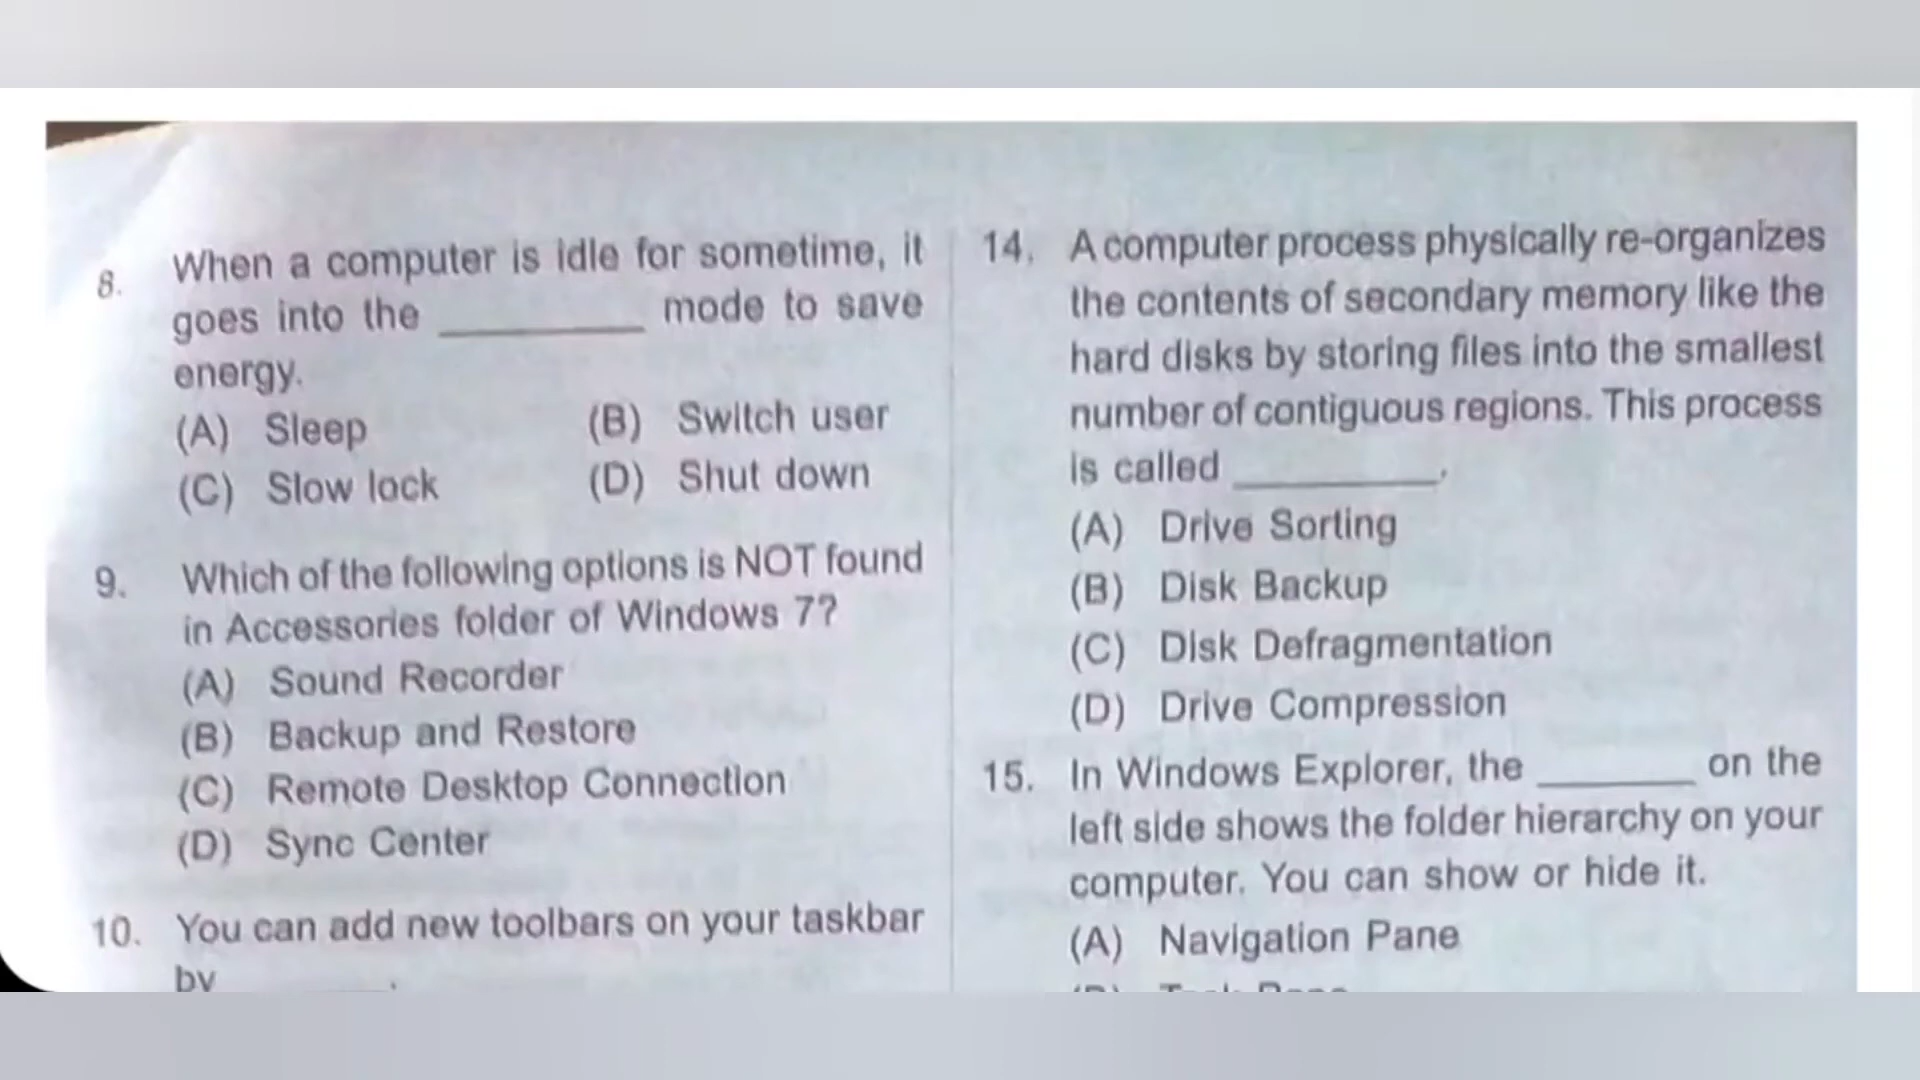 8. When a computer is idle for sometime, it
goes into the __________ mode to save
energy.
(A) Sleep (B) Switch user
(C) Slow lock (D) Shut down
9. Which of the following options is NOT found
in Accessories folder of Windows 7?
(A) Sound Recorder
(B) Backup and Restore
(C) Remote Desktop Connection
(D) Sync Center
10. You can add new toolbars on your taskbar
by __________.
14. A computer process physically re-organizes
the contents of secondary memory like the
hard disks by storing files into the smallest
number of contiguous regions. This process
is called __________.
(A) Drive Sorting
(B) Disk Backup
(C) Disk Defragmentation
(D) Drive Compression
15. In Windows Explorer, the ________ on the
left side shows the folder hierarchy on your
computer. You can show or hide it.
(A) Navigation Pane